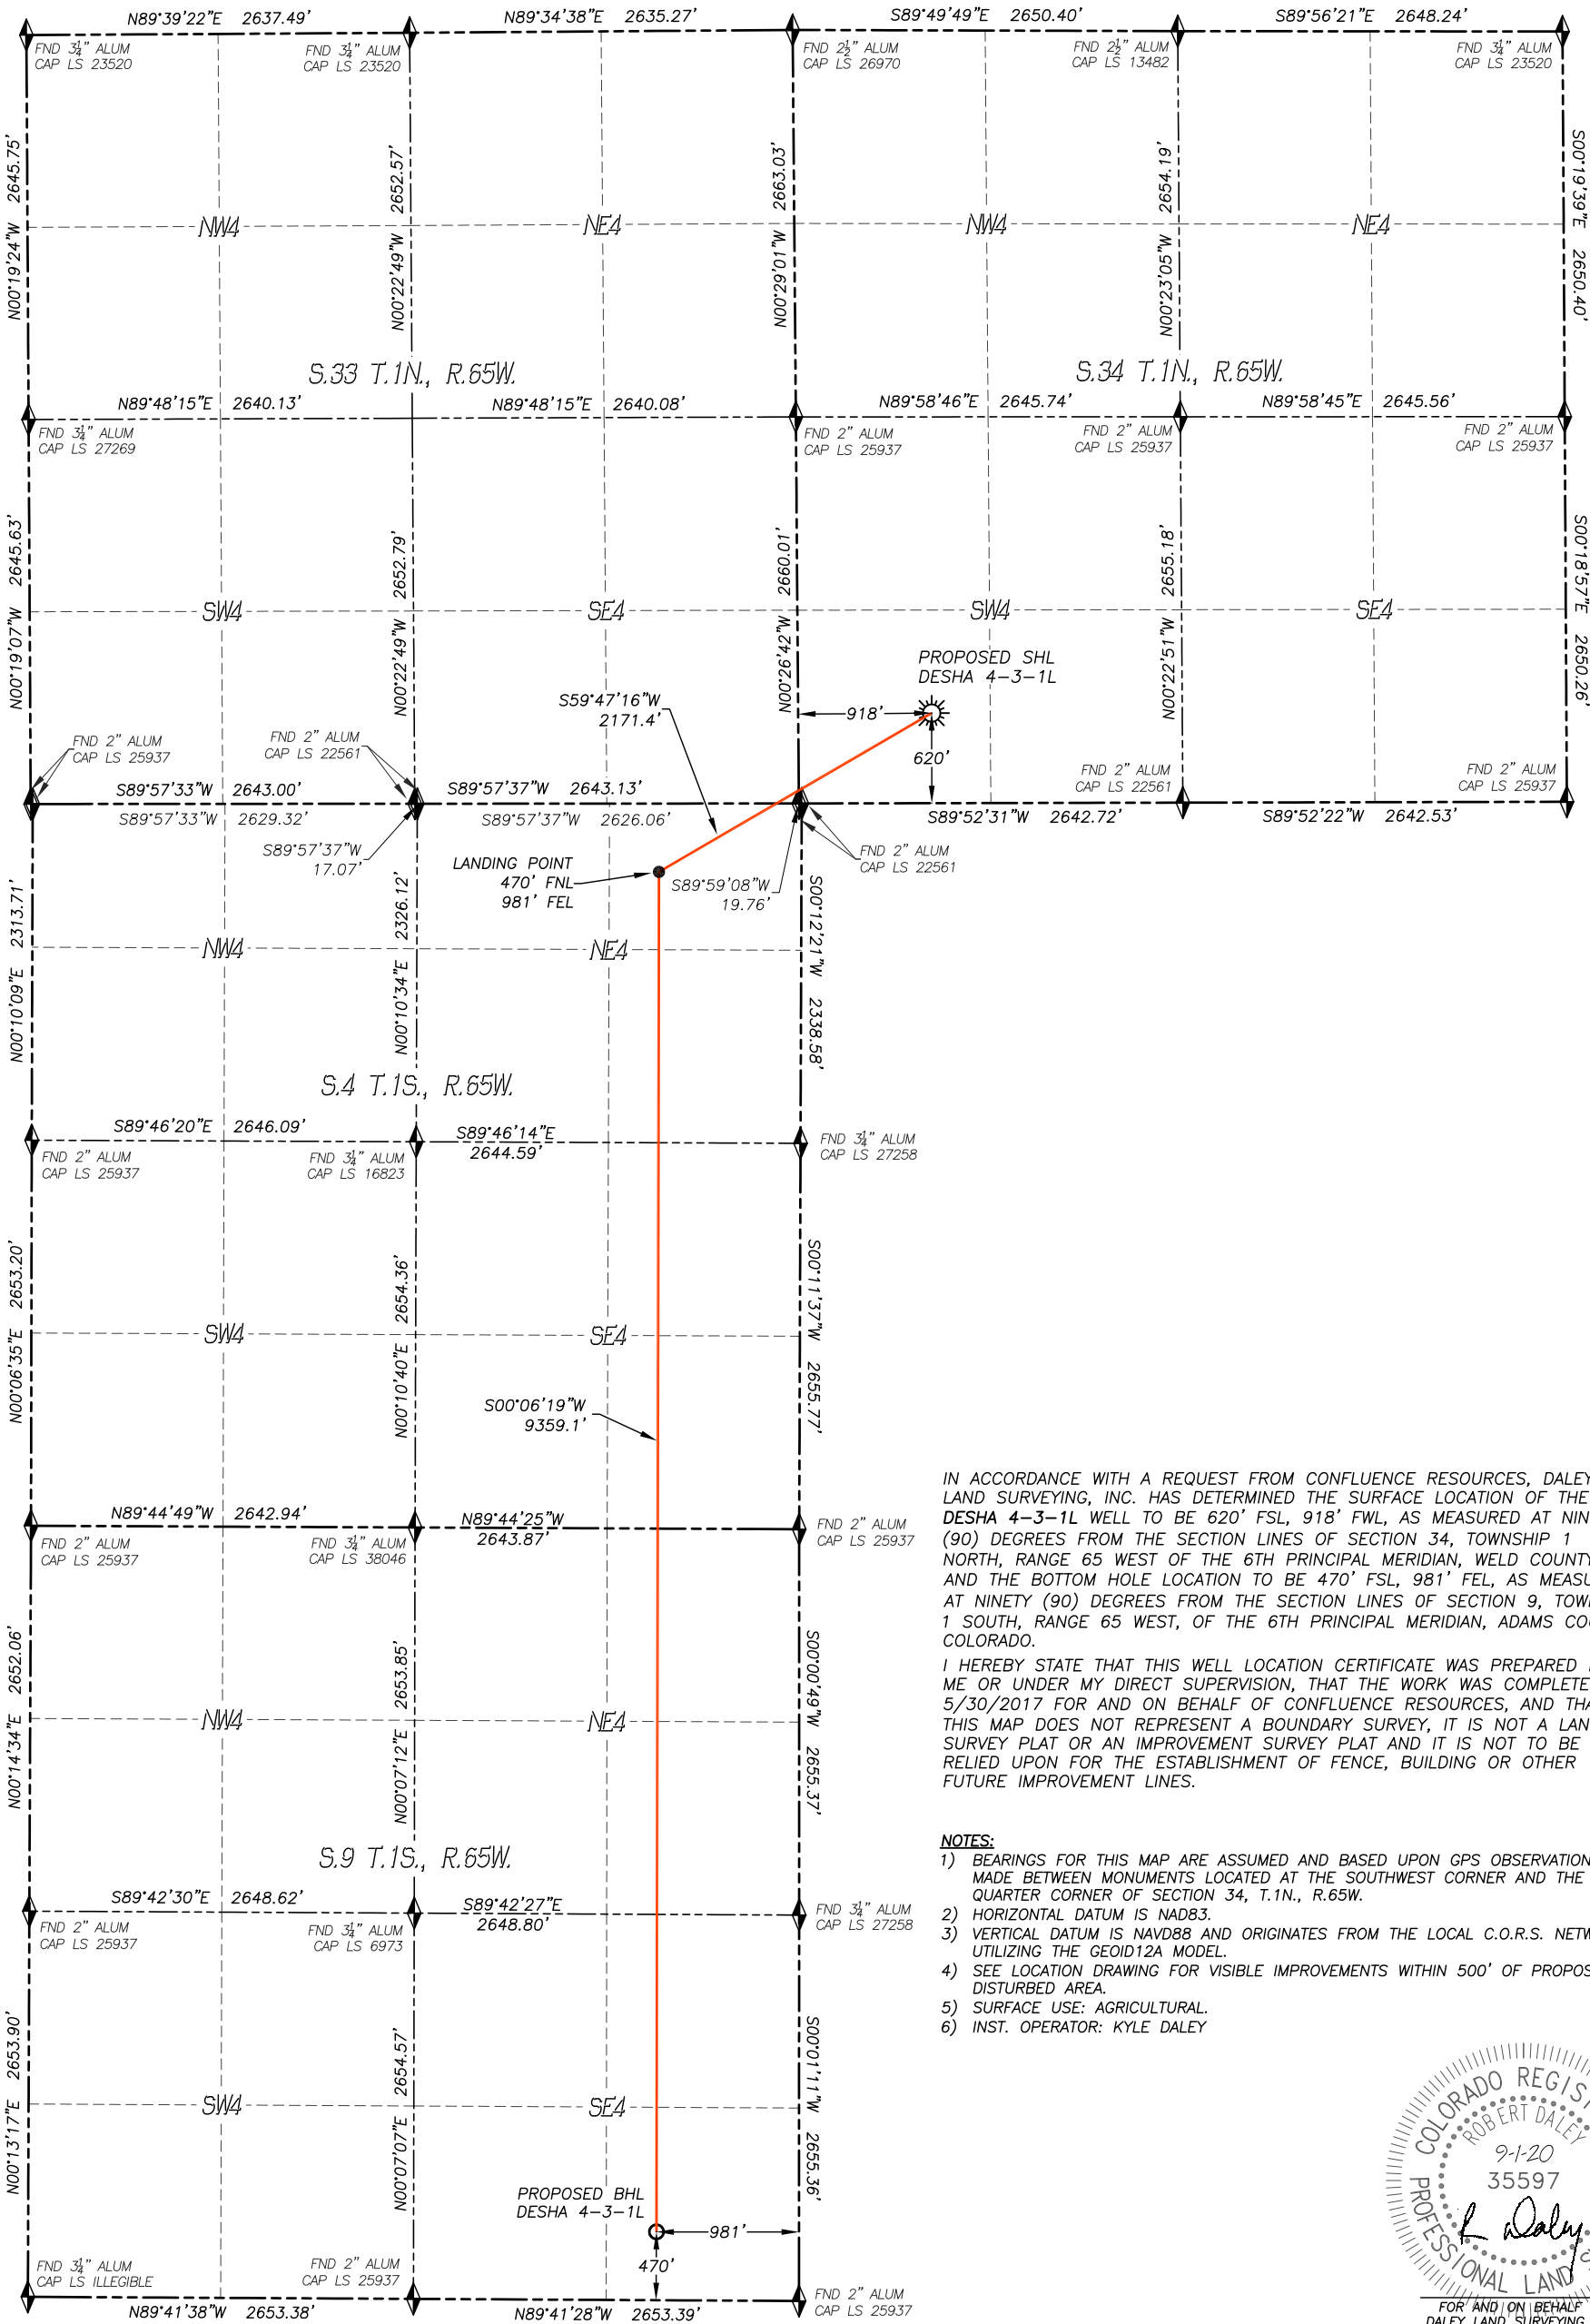 N89°39'22"E 2637.49'
N89°34'38"E 2635.27'
S89°49'49"E 2650.40'
S89°56'21"E 2648.24'
FND 3¼" ALUM
CAP LS 23520
FND 3¼" ALUM
CAP LS 23520
FND 2½" ALUM
CAP LS 26970
FND 2½" ALUM
CAP LS 13482
FND 3¼" ALUM
CAP LS 23520
N00°19'24"W 2645.75'
N00°22'49"W 2652.57'
N00°29'01"W 2663.03'
N00°23'05"W 2654.19'
S00°19'39"E 2650.40'
NW4
NE4
NW4
NE4
S.33 T.1N., R.65W.
S.34 T.1N., R.65W.
N89°48'15"E 2640.13'
N89°48'15"E 2640.08'
N89°58'46"E 2645.74'
N89°58'45"E 2645.56'
FND 3¼" ALUM
CAP LS 27269
FND 2" ALUM
CAP LS 25937
FND 2" ALUM
CAP LS 25937
FND 2" ALUM
CAP LS 25937
N00°19'07"W 2645.63'
N00°22'49"W 2652.79'
N00°26'42"W 2660.01'
N00°22'51"W 2655.18'
S00°18'57"E 2650.26'
SW4
SE4
SW4
SE4
PROPOSED SHL
DESHA 4-3-1L
S59°47'16"W
2171.4'
918'
620'
FND 2" ALUM
CAP LS 25937
FND 2" ALUM
CAP LS 22561
FND 2" ALUM
CAP LS 22561
FND 2" ALUM
CAP LS 25937
S89°57'33"W 2643.00'
S89°57'37"W 2643.13'
S89°57'33"W 2629.32'
S89°57'37"W 2626.06'
S89°52'31"W 2642.72'
S89°52'22"W 2642.53'
S89°57'37"W
17.07'
FND 2" ALUM
CAP LS 22561
LANDING POINT
470' FNL
981' FEL
S89°59'08"W
19.76'
N00°10'09"E 2313.71'
N00°10'34"E 2326.12'
S00°12'21"W 2338.58'
NW4
NE4
S.4 T.1S., R.65W.
S89°46'20"E 2646.09'
S89°46'14"E
2644.59'
FND 2" ALUM
CAP LS 25937
FND 3¼" ALUM
CAP LS 16823
FND 3¼" ALUM
CAP LS 27258
N00°06'35"E 2653.20'
N00°10'40"E 2654.36'
S00°11'37"W 2655.77'
SW4
SE4
S00°06'19"W
9359.1'
N89°44'49"W 2642.94'
N89°44'25"W
2643.87'
FND 2" ALUM
CAP LS 25937
FND 3¼" ALUM
CAP LS 38046
FND 2" ALUM
CAP LS 25937
N00°14'34"E 2652.06'
N00°07'12"E 2653.85'
S00°00'49"W 2655.37'
NW4
NE4
S.9 T.1S., R.65W.
S89°42'30"E 2648.62'
S89°42'27"E
2648.80'
FND 2" ALUM
CAP LS 25937
FND 3¼" ALUM
CAP LS 6973
FND 3¼" ALUM
CAP LS 27258
N00°13'17"E 2653.90'
N00°07'07"E 2654.57'
S00°01'11"W 2655.36'
SW4
SE4
PROPOSED BHL
DESHA 4-3-1L
981'
470'
FND 3¼" ALUM
CAP LS ILLEGIBLE
FND 2" ALUM
CAP LS 25937
FND 2" ALUM
CAP LS 25937
N89°41'38"W 2653.38'
N89°41'28"W 2653.39'
IN ACCORDANCE WITH A REQUEST FROM CONFLUENCE RESOURCES, DALEY
LAND SURVEYING, INC. HAS DETERMINED THE SURFACE LOCATION OF THE
DESHA 4-3-1L WELL TO BE 620' FSL, 918' FWL, AS MEASURED AT NIN
(90) DEGREES FROM THE SECTION LINES OF SECTION 34, TOWNSHIP 1
NORTH, RANGE 65 WEST OF THE 6TH PRINCIPAL MERIDIAN, WELD COUNTY
AND THE BOTTOM HOLE LOCATION TO BE 470' FSL, 981' FEL, AS MEASU
AT NINETY (90) DEGREES FROM THE SECTION LINES OF SECTION 9, TOW
1 SOUTH, RANGE 65 WEST, OF THE 6TH PRINCIPAL MERIDIAN, ADAMS COU
COLORADO.
I HEREBY STATE THAT THIS WELL LOCATION CERTIFICATE WAS PREPARED
ME OR UNDER MY DIRECT SUPERVISION, THAT THE WORK WAS COMPLETE
5/30/2017 FOR AND ON BEHALF OF CONFLUENCE RESOURCES, AND THA
THIS MAP DOES NOT REPRESENT A BOUNDARY SURVEY, IT IS NOT A LAN
SURVEY PLAT OR AN IMPROVEMENT SURVEY PLAT AND IT IS NOT TO BE
RELIED UPON FOR THE ESTABLISHMENT OF FENCE, BUILDING OR OTHER
FUTURE IMPROVEMENT LINES.
NOTES:
1) BEARINGS FOR THIS MAP ARE ASSUMED AND BASED UPON GPS OBSERVATION
MADE BETWEEN MONUMENTS LOCATED AT THE SOUTHWEST CORNER AND THE
QUARTER CORNER OF SECTION 34, T.1N., R.65W.
2) HORIZONTAL DATUM IS NAD83.
3) VERTICAL DATUM IS NAVD88 AND ORIGINATES FROM THE LOCAL C.O.R.S. NETW
UTILIZING THE GEOID12A MODEL.
4) SEE LOCATION DRAWING FOR VISIBLE IMPROVEMENTS WITHIN 500' OF PROPOS
DISTURBED AREA.
5) SURFACE USE: AGRICULTURAL.
6) INST. OPERATOR: KYLE DALEY
COLORADO REGIS
ROBERT DALEY
9-1-20
35597
R Daley
PROFESSIONAL LAND
FOR AND ON BEHALF
DALEY LAND SURVEYING